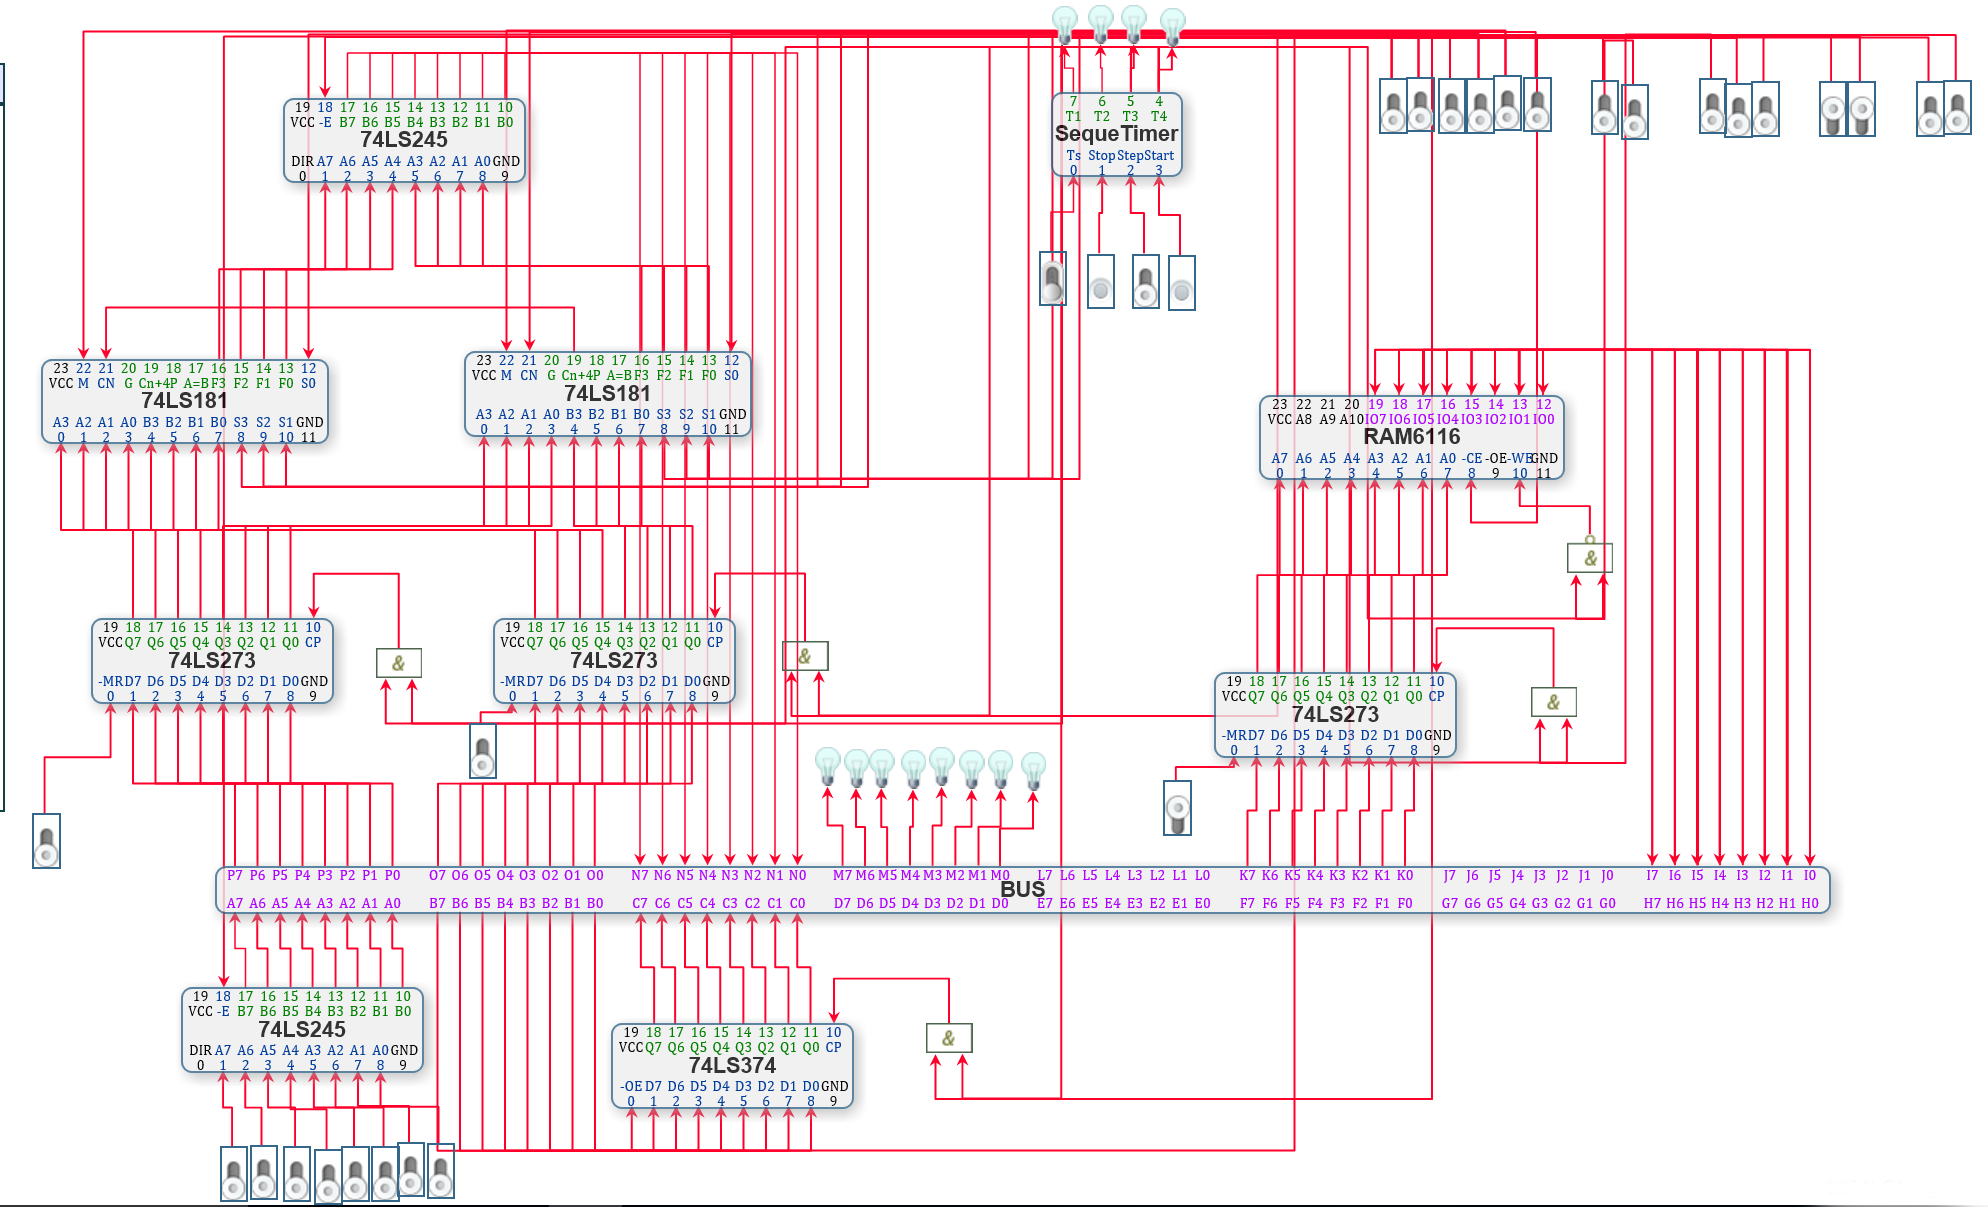 19 18 17 16 15 14 13 12 11 10
VCC -E B7 B6 B5 B4 B3 B2 B1 B0
74LS245
DIR A7 A6 A5 A4 A3 A2 A1 A0 GND
0 1 2 3 4 5 6 7 8 9
7 6 5 4
T1 T2 T3 T4
SequeTimer
Ts Stop Step Start
0 1 2 3
23 22 21 20 19 18 17 16 15 14 13 12
VCC M CN G Cn+4 P A=B F3 F2 F1 F0 S0
74LS181
A3 A2 A1 A0 B3 B2 B1 B0 S3 S2 S1 GND
0 1 2 3 4 5 6 7 8 9 10 11
23 22 21 20 19 18 17 16 15 14 13 12
VCC M CN G Cn+4 P A=B F3 F2 F1 F0 S0
74LS181
A3 A2 A1 A0 B3 B2 B1 B0 S3 S2 S1 GND
0 1 2 3 4 5 6 7 8 9 10 11
23 22 21 20 19 18 17 16 15 14 13 12
VCC A8 A9 A10 IO7 IO6 IO5 IO4 IO3 IO2 IO1 IO0
RAM6116
A7 A6 A5 A4 A3 A2 A1 A0 -CE -OE -WE GND
0 1 2 3 4 5 6 7 8 9 10 11
&
19 18 17 16 15 14 13 12 11 10
VCC Q7 Q6 Q5 Q4 Q3 Q2 Q1 Q0 CP
74LS273
-MR D7 D6 D5 D4 D3 D2 D1 D0 GND
0 1 2 3 4 5 6 7 8 9
&
19 18 17 16 15 14 13 12 11 10
VCC Q7 Q6 Q5 Q4 Q3 Q2 Q1 Q0 CP
74LS273
-MR D7 D6 D5 D4 D3 D2 D1 D0 GND
0 1 2 3 4 5 6 7 8 9
&
19 18 17 16 15 14 13 12 11 10
VCC Q7 Q6 Q5 Q4 Q3 Q2 Q1 Q0 CP
74LS273
-MR D7 D6 D5 D4 D3 D2 D1 D0 GND
0 1 2 3 4 5 6 7 8 9
&
P7 P6 P5 P4 P3 P2 P1 P0 O7 O6 O5 O4 O3 O2 O1 O0 N7 N6 N5 N4 N3 N2 N1 N0 M7 M6 M5 M4 M3 M2 M1 M0 L7 L6 L5 L4 L3 L2 L1 L0 K7 K6 K5 K4 K3 K2 K1 K0 J7 J6 J5 J4 J3 J2 J1 J0 I7 I6 I5 I4 I3 I2 I1 I0
BUS
A7 A6 A5 A4 A3 A2 A1 A0 B7 B6 B5 B4 B3 B2 B1 B0 C7 C6 C5 C4 C3 C2 C1 C0 D7 D6 D5 D4 D3 D2 D1 D0 E7 E6 E5 E4 E3 E2 E1 E0 F7 F6 F5 F4 F3 F2 F1 F0 G7 G6 G5 G4 G3 G2 G1 G0 H7 H6 H5 H4 H3 H2 H1 H0
19 18 17 16 15 14 13 12 11 10
VCC -E B7 B6 B5 B4 B3 B2 B1 B0
74LS245
DIR A7 A6 A5 A4 A3 A2 A1 A0 GND
0 1 2 3 4 5 6 7 8 9
19 18 17 16 15 14 13 12 11 10
VCC Q7 Q6 Q5 Q4 Q3 Q2 Q1 Q0 CP
74LS374
-OE D7 D6 D5 D4 D3 D2 D1 D0 GND
0 1 2 3 4 5 6 7 8 9
&